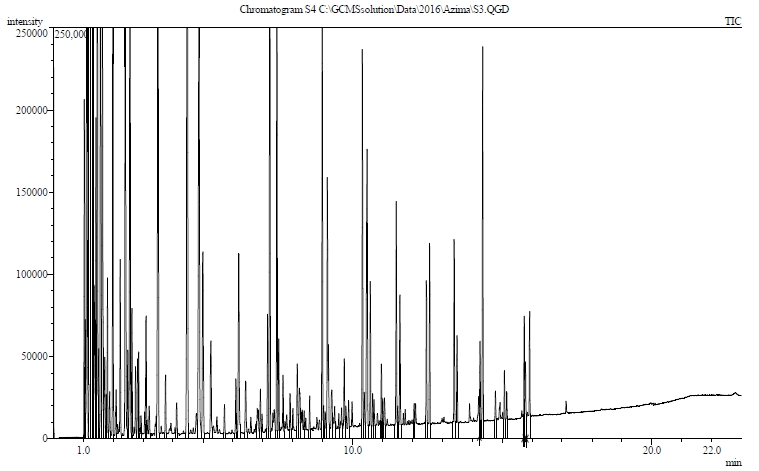 Chromatogram S4 C:\GCMSsolution\Data\2016\Azima\S3.QGD
intensity TIC
250000 250,000
200000
150000
100000
50000
0
1.0 10.0 20.0 22.0
min